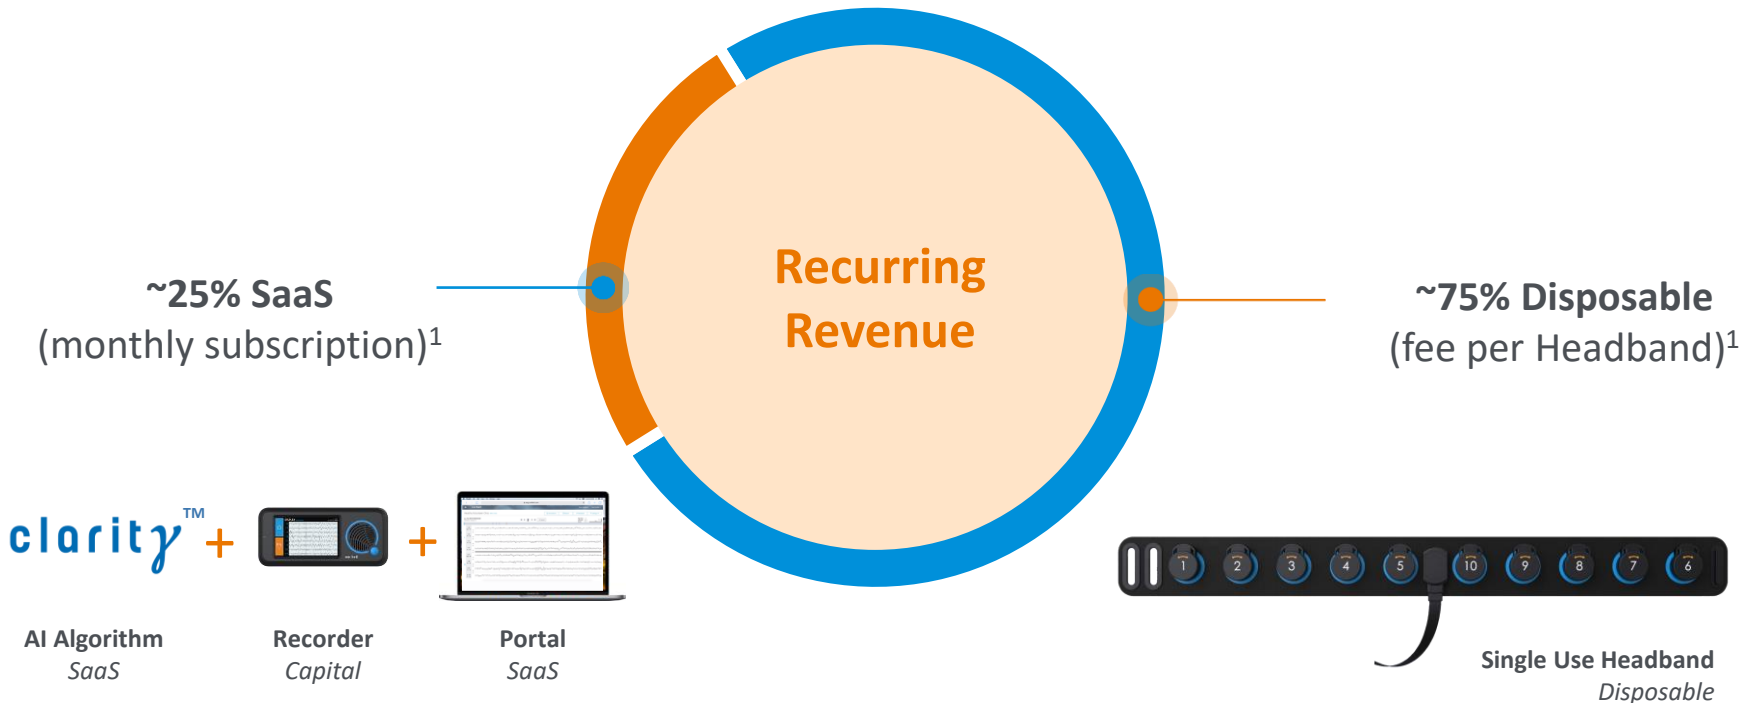 Recurring
Revenue
~25% SaaS
(monthly subscription)1
~75% Disposable
(fee per Headband)1
clarity™
+
+
1 2 3 4 5 10 9 8 7 6
AI Algorithm
SaaS
Recorder
Capital
Portal
SaaS
Single Use Headband
Disposable